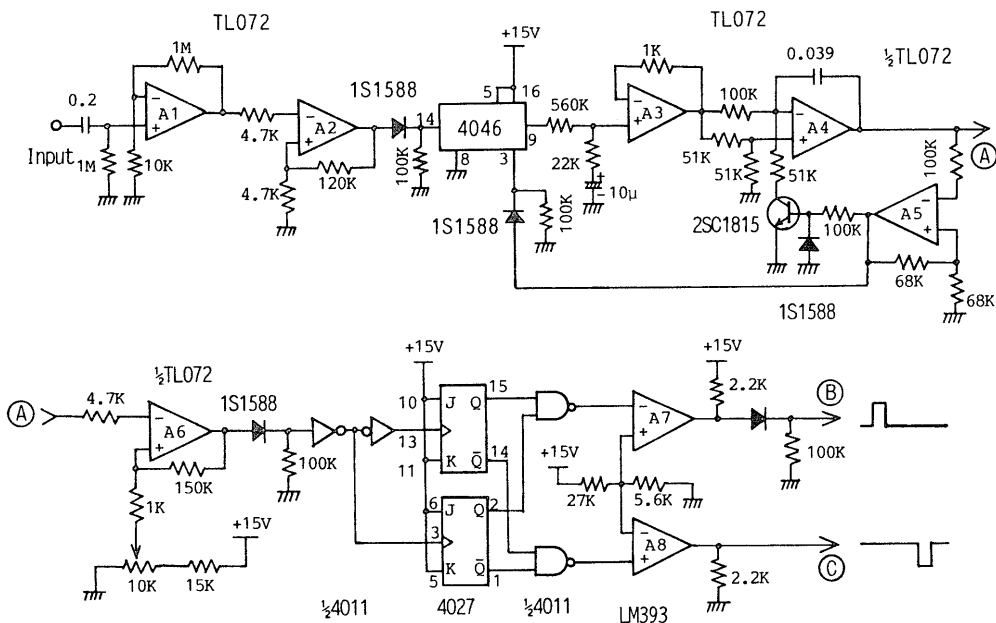 TL072
1M
0.2
Input
1M
10K
A1
4.7K
A2
4.7K
120K
1S1588
14
100K
+15V
5
16
4046
9
8
3
1S1588
100K
560K
22K
+
-
10μ
TL072
1K
A3
100K
51K
51K
0.039
½TL072
A4
51K
2SC1815
100K
A5
100K
68K
68K
1S1588
A
A
4.7K
½TL072
A6
150K
1K
10K
15K
+15V
1S1588
100K
½4011
+15V
10
J
Q
15
13
11
K
Q̄
14
6
J
Q
2
3
5
K
Q̄
1
4027
½4011
+15V
27K
5.6K
A7
A8
LM393
+15V
2.2K
100K
B
2.2K
C